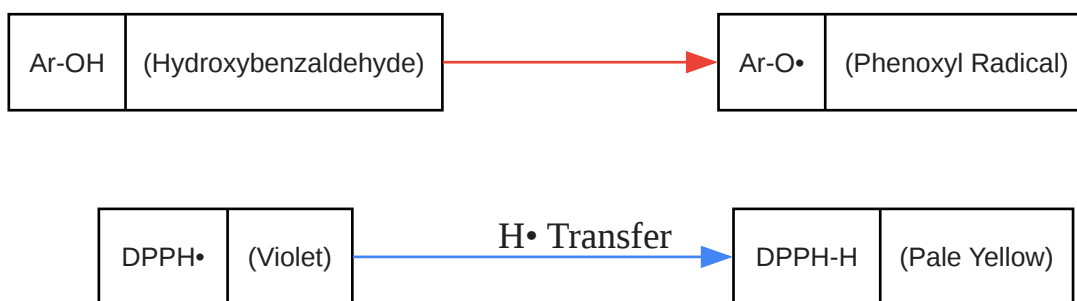 Ar-OH (Hydroxybenzaldehyde) Ar-O• (Phenoxyl Radical)
H• Transfer
DPPH• (Violet) DPPH-H (Pale Yellow)